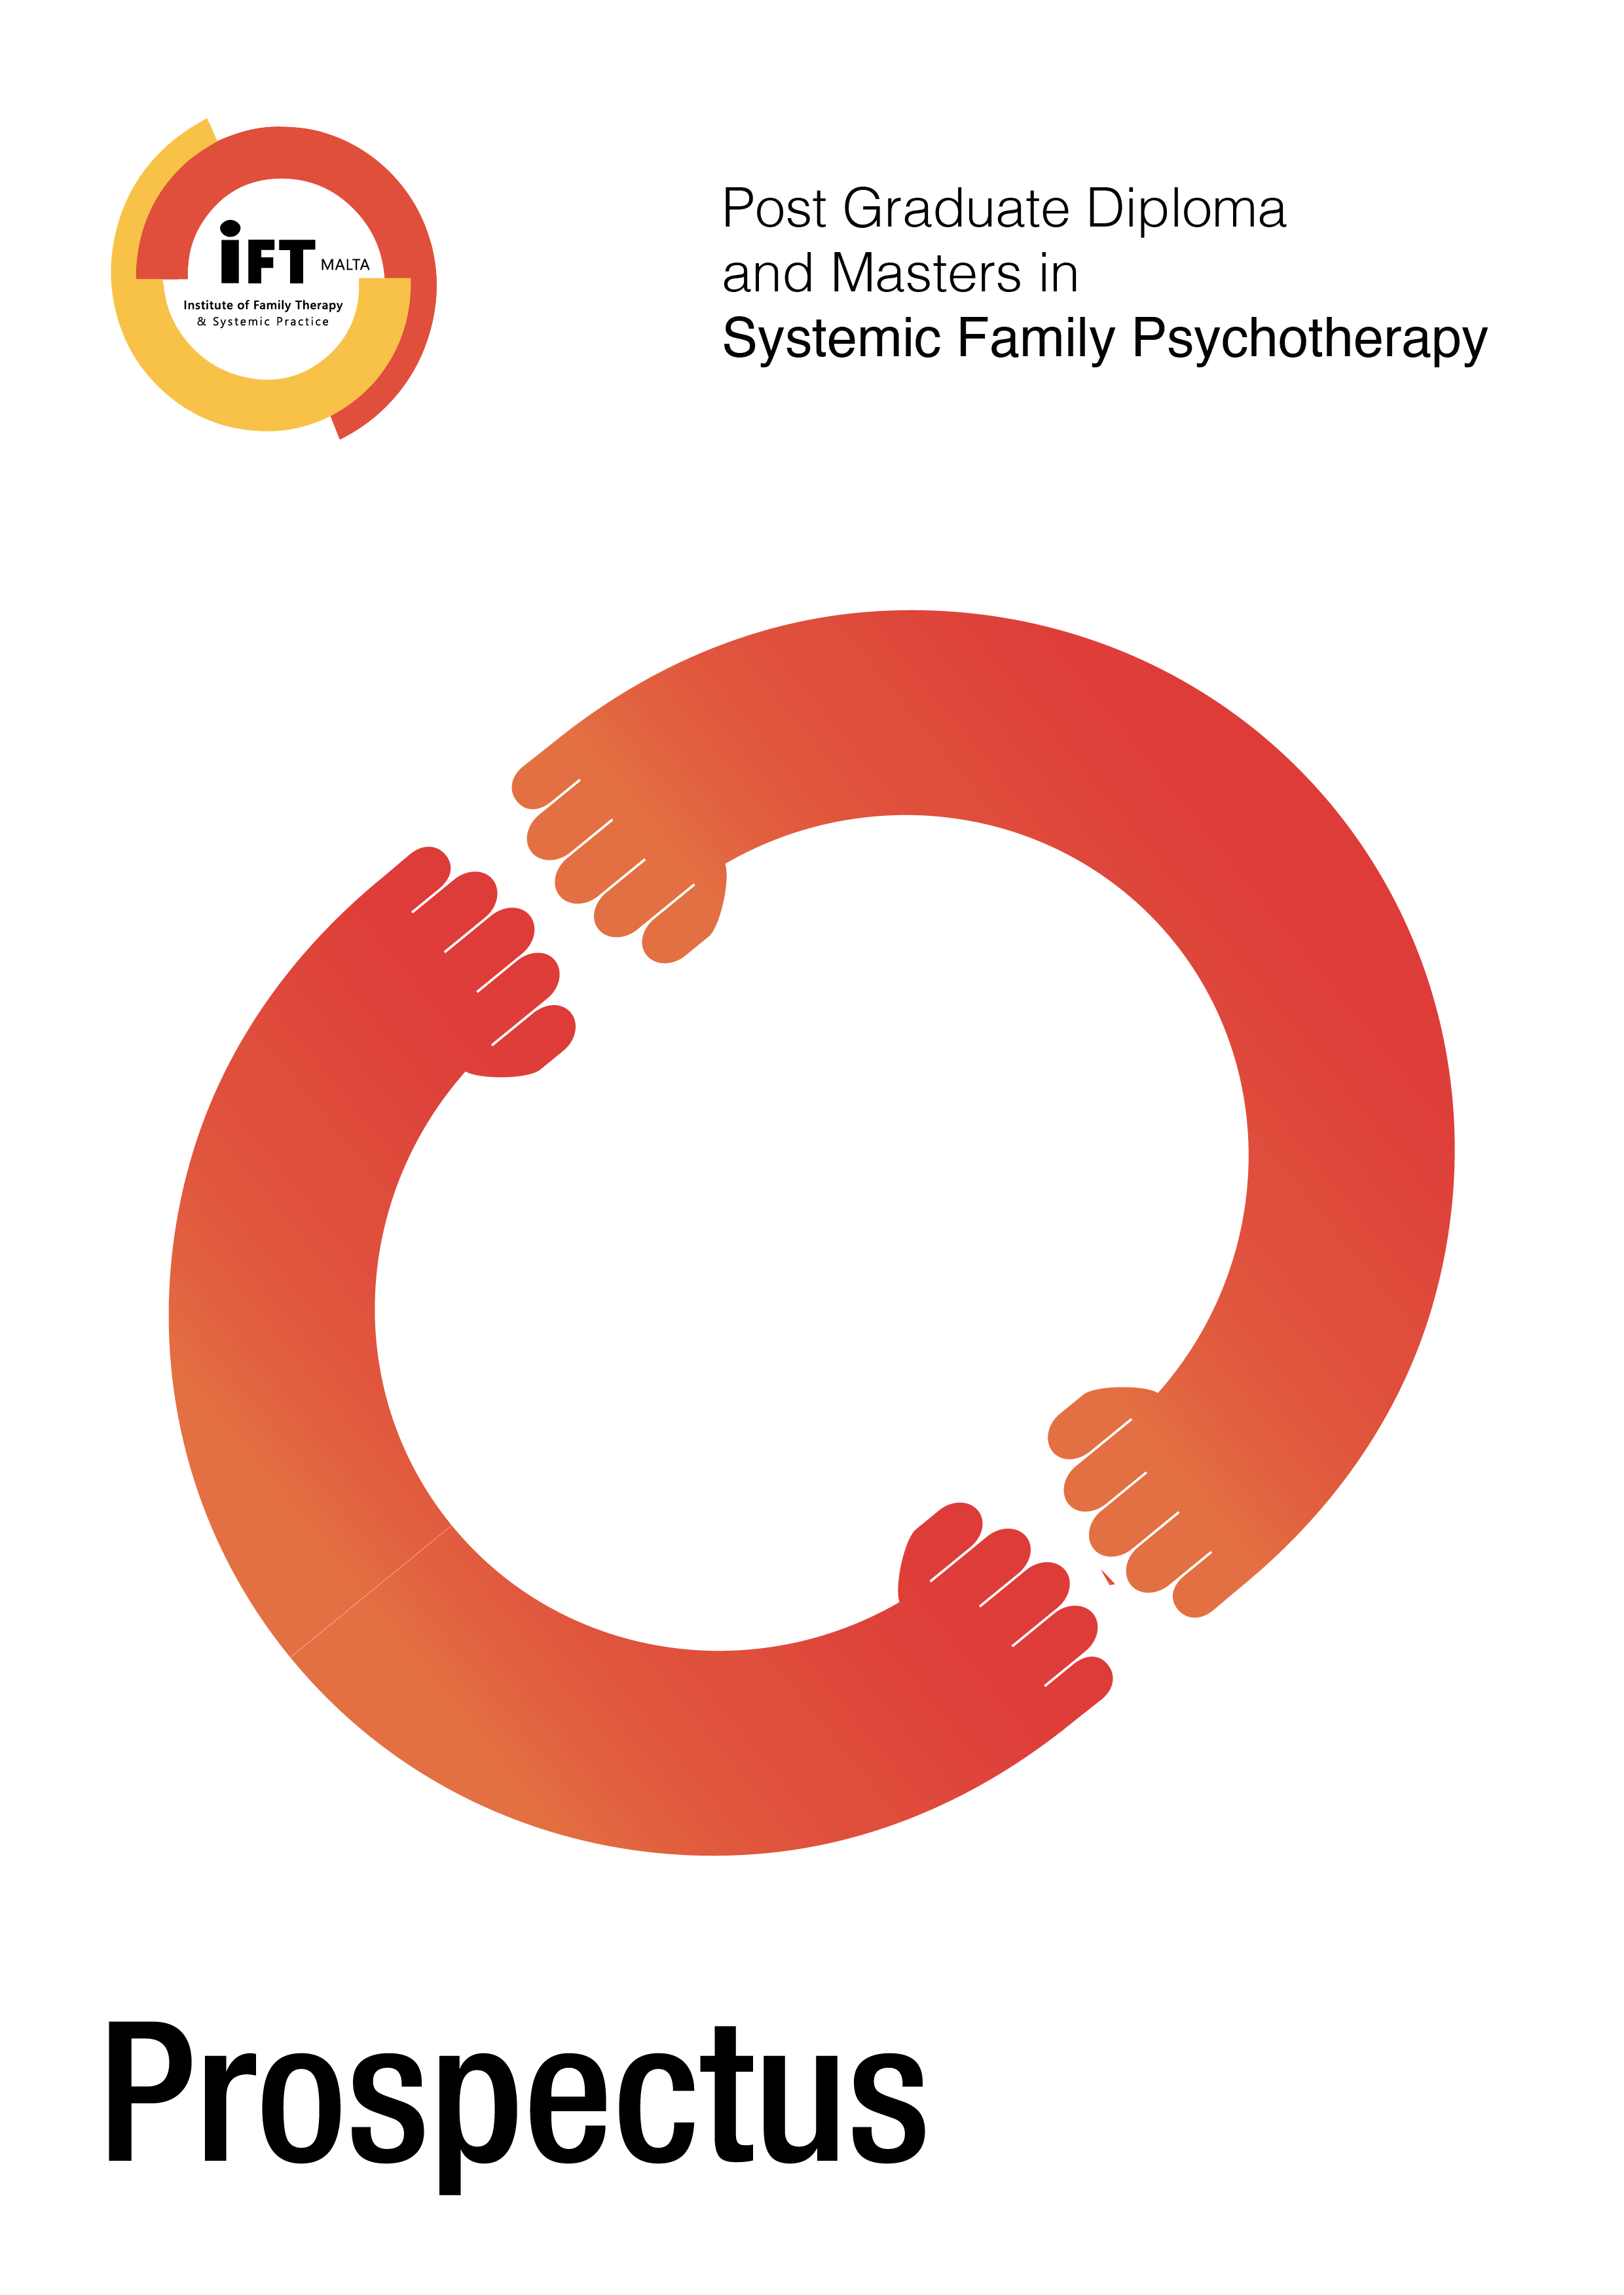 iFT MALTA
Institute of Family Therapy
& Systemic Practice
Post Graduate Diploma
and Masters in
Systemic Family Psychotherapy
Prospectus